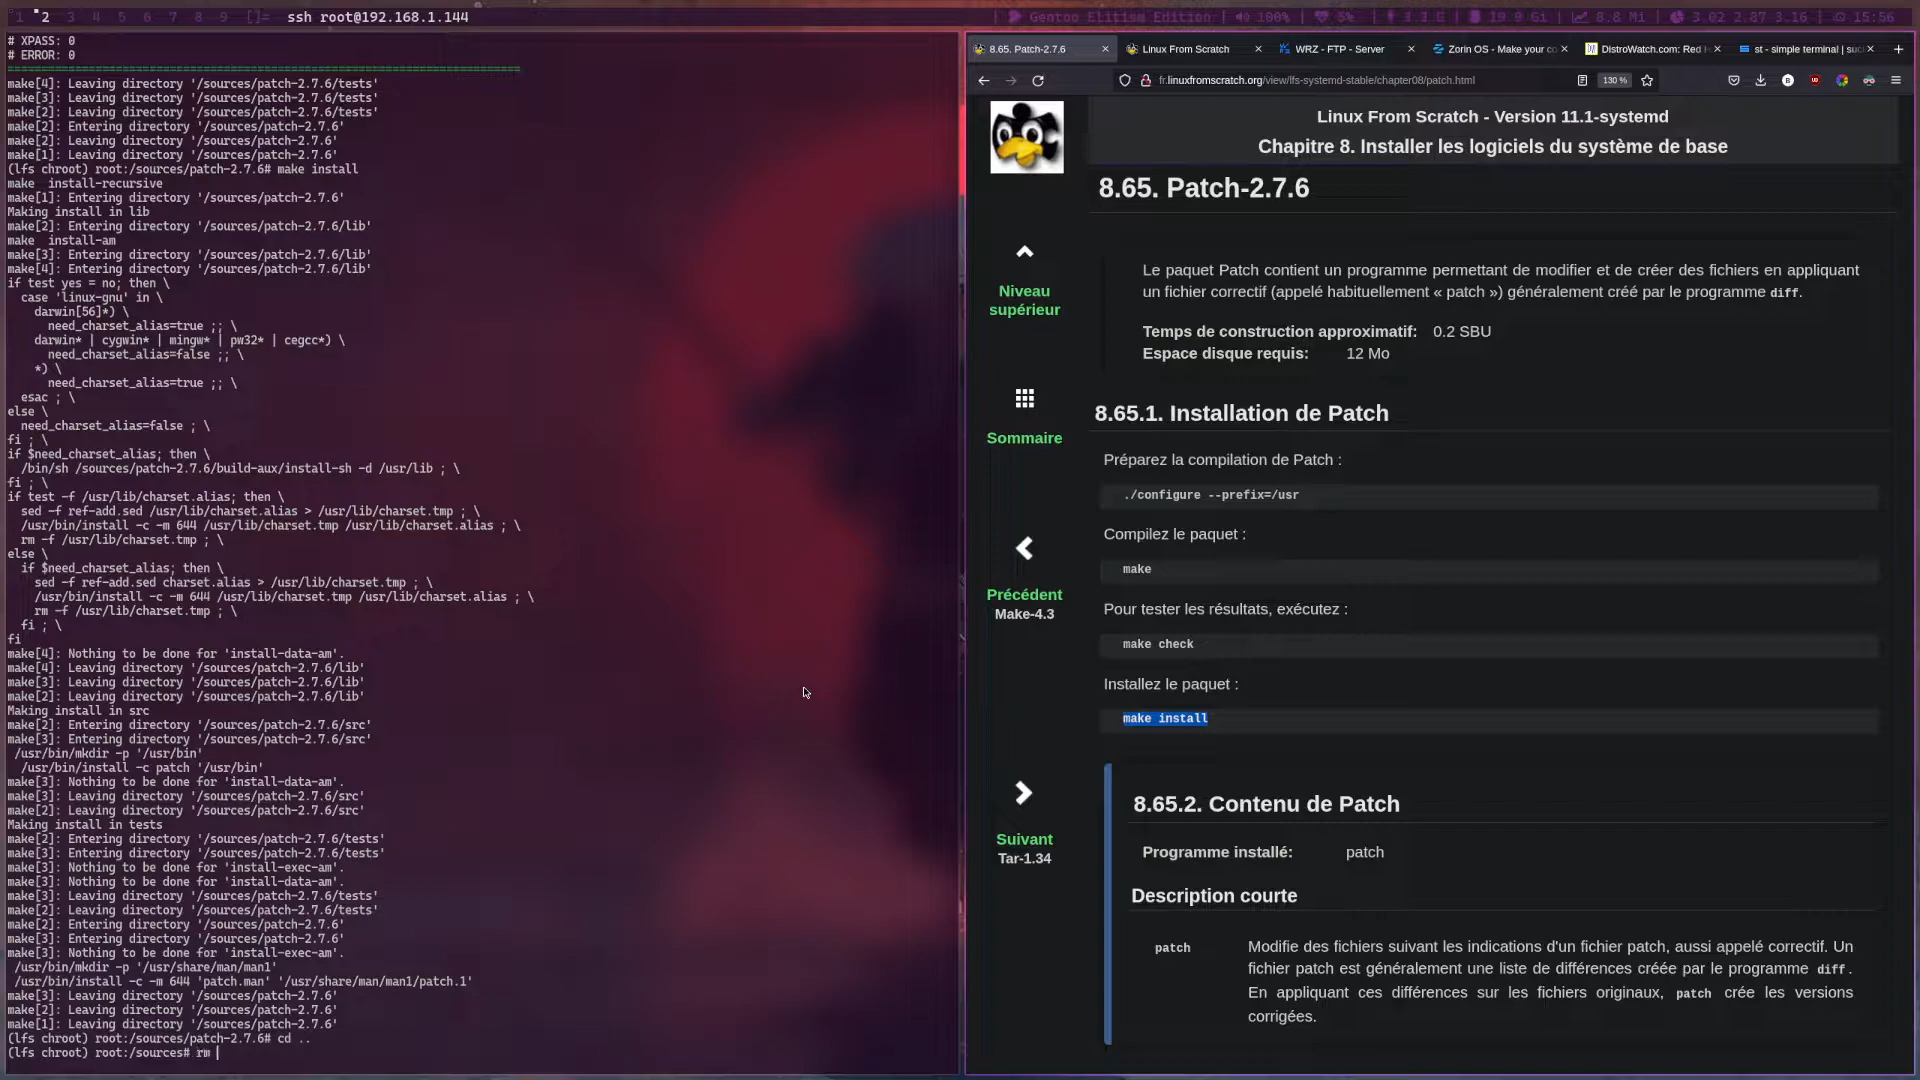 1 2 3 4 5 6 7 8 9 []= ssh root@192.168.1.144
Gentoo Elitism Edition | 100% | 5% | 3.1 G | 19.9 Gi | 8.8 Mi | 3.02 2.87 3.16 | 15:56
# XPASS: 0
# ERROR: 0
============================================================================
make[4]: Leaving directory '/sources/patch-2.7.6/tests'
make[3]: Leaving directory '/sources/patch-2.7.6/tests'
make[2]: Leaving directory '/sources/patch-2.7.6/tests'
make[2]: Entering directory '/sources/patch-2.7.6'
make[2]: Leaving directory '/sources/patch-2.7.6'
make[1]: Leaving directory '/sources/patch-2.7.6'
(lfs chroot) root:/sources/patch-2.7.6# make install
make  install-recursive
make[1]: Entering directory '/sources/patch-2.7.6'
Making install in lib
make[2]: Entering directory '/sources/patch-2.7.6/lib'
make  install-am
make[3]: Entering directory '/sources/patch-2.7.6/lib'
make[4]: Entering directory '/sources/patch-2.7.6/lib'
if test yes = no; then \
  case 'linux-gnu' in \
    darwin[56]*) \
      need_charset_alias=true ;; \
    darwin* | cygwin* | mingw* | pw32* | cegcc*) \
      need_charset_alias=false ;; \
    *) \
      need_charset_alias=true ;; \
  esac ; \
else \
  need_charset_alias=false ; \
fi ; \
if $need_charset_alias; then \
  /bin/sh /sources/patch-2.7.6/build-aux/install-sh -d /usr/lib ; \
fi ; \
if test -f /usr/lib/charset.alias; then \
  sed -f ref-add.sed /usr/lib/charset.alias > /usr/lib/charset.tmp ; \
  /usr/bin/install -c -m 644 /usr/lib/charset.tmp /usr/lib/charset.alias ; \
  rm -f /usr/lib/charset.tmp ; \
else \
  if $need_charset_alias; then \
    sed -f ref-add.sed charset.alias > /usr/lib/charset.tmp ; \
    /usr/bin/install -c -m 644 /usr/lib/charset.tmp /usr/lib/charset.alias ; \
    rm -f /usr/lib/charset.tmp ; \
  fi ; \
fi
make[4]: Nothing to be done for 'install-data-am'.
make[4]: Leaving directory '/sources/patch-2.7.6/lib'
make[3]: Leaving directory '/sources/patch-2.7.6/lib'
make[2]: Leaving directory '/sources/patch-2.7.6/lib'
Making install in src
make[2]: Entering directory '/sources/patch-2.7.6/src'
make[3]: Entering directory '/sources/patch-2.7.6/src'
 /usr/bin/mkdir -p '/usr/bin'
  /usr/bin/install -c patch '/usr/bin'
make[3]: Nothing to be done for 'install-data-am'.
make[3]: Leaving directory '/sources/patch-2.7.6/src'
make[2]: Leaving directory '/sources/patch-2.7.6/src'
Making install in tests
make[2]: Entering directory '/sources/patch-2.7.6/tests'
make[3]: Entering directory '/sources/patch-2.7.6/tests'
make[3]: Nothing to be done for 'install-exec-am'.
make[3]: Nothing to be done for 'install-data-am'.
make[3]: Leaving directory '/sources/patch-2.7.6/tests'
make[2]: Leaving directory '/sources/patch-2.7.6/tests'
make[2]: Entering directory '/sources/patch-2.7.6'
make[3]: Entering directory '/sources/patch-2.7.6'
make[3]: Nothing to be done for 'install-exec-am'.
 /usr/bin/mkdir -p '/usr/share/man/man1'
 /usr/bin/install -c -m 644 'patch.man' '/usr/share/man/man1/patch.1'
make[3]: Leaving directory '/sources/patch-2.7.6'
make[2]: Leaving directory '/sources/patch-2.7.6'
make[1]: Leaving directory '/sources/patch-2.7.6'
(lfs chroot) root:/sources/patch-2.7.6# cd ..
(lfs chroot) root:/sources# rm
8.65. Patch-2.7.6
Linux From Scratch
WRZ - FTP - Server
Zorin OS - Make your co
DistroWatch.com: Red
st - simple terminal | suc
fr.linuxfromscratch.org/view/lfs-systemd-stable/chapter08/patch.html
130 %
Linux From Scratch - Version 11.1-systemd
Chapitre 8. Installer les logiciels du système de base
8.65. Patch-2.7.6
Niveau
supérieur
Sommaire
Précédent
Make-4.3
Suivant
Tar-1.34
Le paquet Patch contient un programme permettant de modifier et de créer des fichiers en appliquant
un fichier correctif (appelé habituellement « patch ») généralement créé par le programme diff.
Temps de construction approximatif: 0.2 SBU
Espace disque requis: 12 Mo
8.65.1. Installation de Patch
Préparez la compilation de Patch :
./configure --prefix=/usr
Compilez le paquet :
make
Pour tester les résultats, exécutez :
make check
Installez le paquet :
make install
8.65.2. Contenu de Patch
Programme installé: patch
Description courte
patch Modifie des fichiers suivant les indications d'un fichier patch, aussi appelé correctif. Un
fichier patch est généralement une liste de différences créée par le programme diff.
En appliquant ces différences sur les fichiers originaux, patch crée les versions
corrigées.